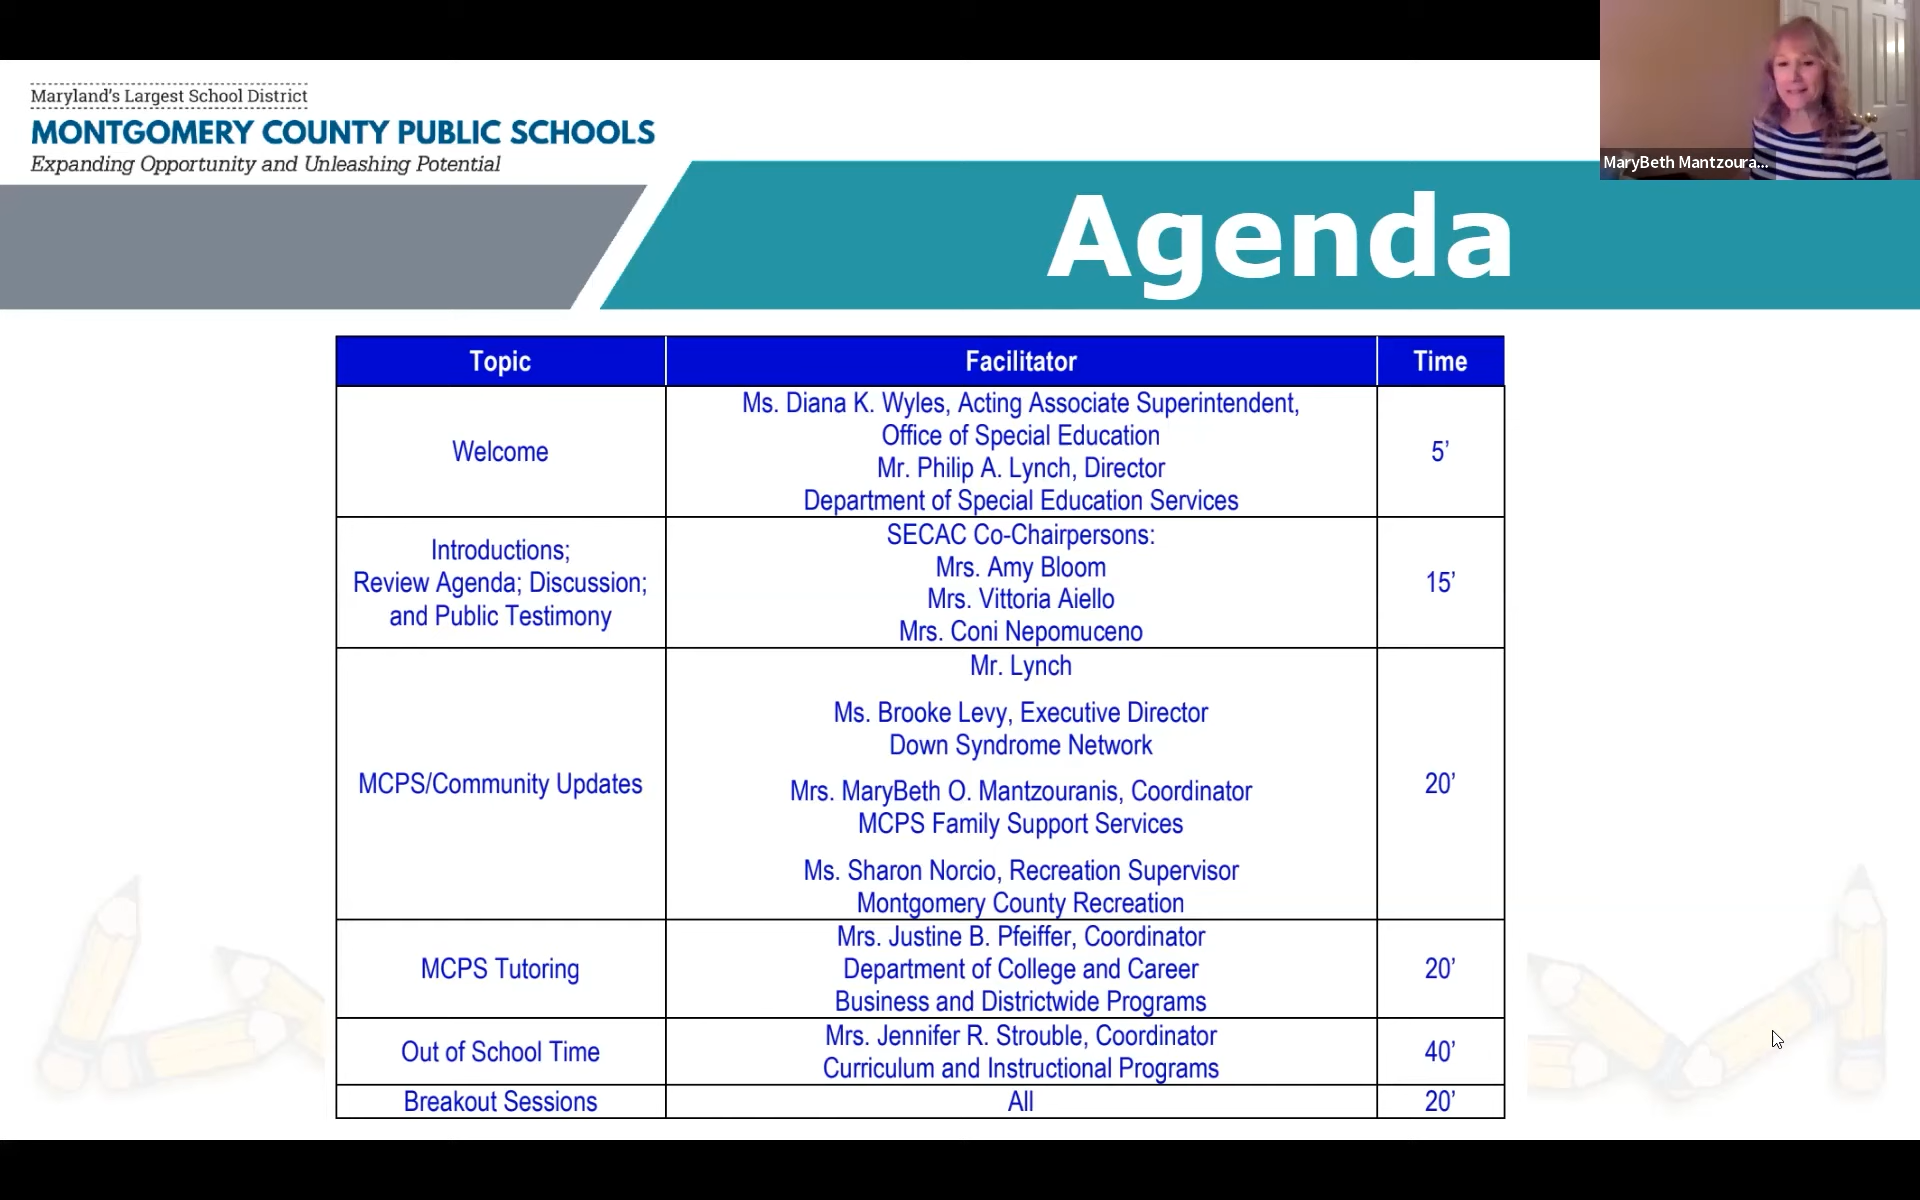 Maryland's Largest School District
MONTGOMERY COUNTY PUBLIC SCHOOLS
Expanding Opportunity and Unleashing Potential
MaryBeth Mantzoura...
Agenda
Topic
Facilitator
Time
Welcome
Ms. Diana K. Wyles, Acting Associate Superintendent,
Office of Special Education
Mr. Philip A. Lynch, Director
Department of Special Education Services
5’
Introductions;
Review Agenda; Discussion;
and Public Testimony
SECAC Co-Chairpersons:
Mrs. Amy Bloom
Mrs. Vittoria Aiello
Mrs. Coni Nepomuceno
15’
MCPS/Community Updates
Mr. Lynch
Ms. Brooke Levy, Executive Director
Down Syndrome Network
Mrs. MaryBeth O. Mantzouranis, Coordinator
MCPS Family Support Services
Ms. Sharon Norcio, Recreation Supervisor
Montgomery County Recreation
20’
MCPS Tutoring
Mrs. Justine B. Pfeiffer, Coordinator
Department of College and Career
Business and Districtwide Programs
20’
Out of School Time
Mrs. Jennifer R. Strouble, Coordinator
Curriculum and Instructional Programs
40’
Breakout Sessions
All
20’